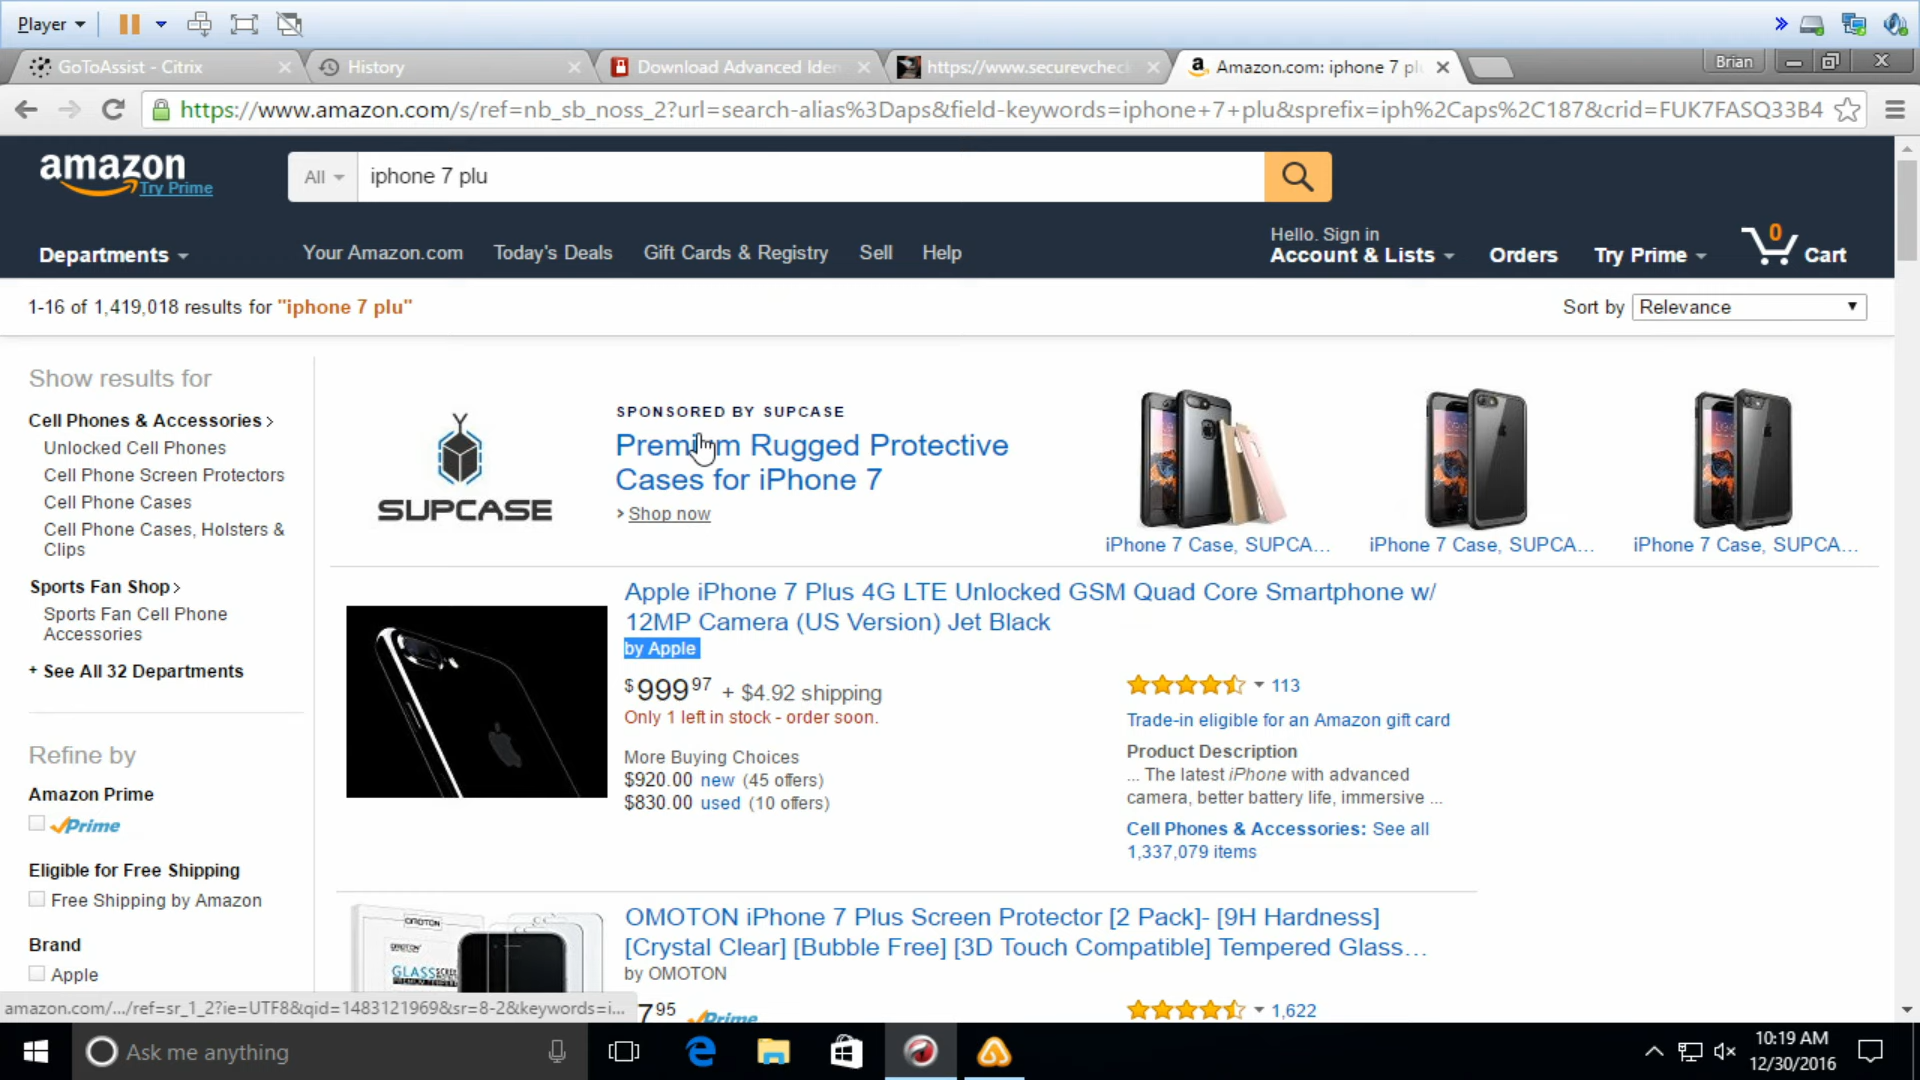 Player
GoToAssist - Citrix
History
Download Advanced Iden
https://www.securevchec
Amazon.com: iphone 7 pl
Brian
https://www.amazon.com/s/ref=nb_sb_noss_2?url=search-alias%3Daps&field-keywords=iphone+7+plu&sprefix=iph%2Caps%2C187&crid=FUK7FASQ33B4
amazon
Try Prime
All
iphone 7 plu
Departments
Your Amazon.com
Today's Deals
Gift Cards & Registry
Sell
Help
Hello. Sign in
Account & Lists
Orders
Try Prime
0
Cart
1-16 of 1,419,018 results for "iphone 7 plu"
Sort by
Relevance
Show results for
Cell Phones & Accessories
Unlocked Cell Phones
Cell Phone Screen Protectors
Cell Phone Cases
Cell Phone Cases, Holsters &
Clips
Sports Fan Shop
Sports Fan Cell Phone
Accessories
+ See All 32 Departments
Refine by
Amazon Prime
Prime
Eligible for Free Shipping
Free Shipping by Amazon
Brand
Apple
SUPCASE
SPONSORED BY SUPCASE
Premium Rugged Protective
Cases for iPhone 7
› Shop now
iPhone 7 Case, SUPCA...
iPhone 7 Case, SUPCA...
iPhone 7 Case, SUPCA...
Apple iPhone 7 Plus 4G LTE Unlocked GSM Quad Core Smartphone w/
12MP Camera (US Version) Jet Black
by Apple
$999 97 + $4.92 shipping
Only 1 left in stock - order soon.
More Buying Choices
$920.00 new (45 offers)
$830.00 used (10 offers)
113
Trade-in eligible for an Amazon gift card
Product Description
... The latest iPhone with advanced
camera, better battery life, immersive ...
Cell Phones & Accessories: See all
1,337,079 items
OMOTON
OMOTON iPhone 7 Plus Screen Protector [2 Pack]- [9H Hardness]
[Crystal Clear] [Bubble Free] [3D Touch Compatible] Tempered Glass...
by OMOTON
7 95
Prime
1,622
amazon.com/.../ref=sr_1_2?ie=UTF8&qid=1483121969&sr=8-2&keywords=i...
Ask me anything
10:19 AM
12/30/2016